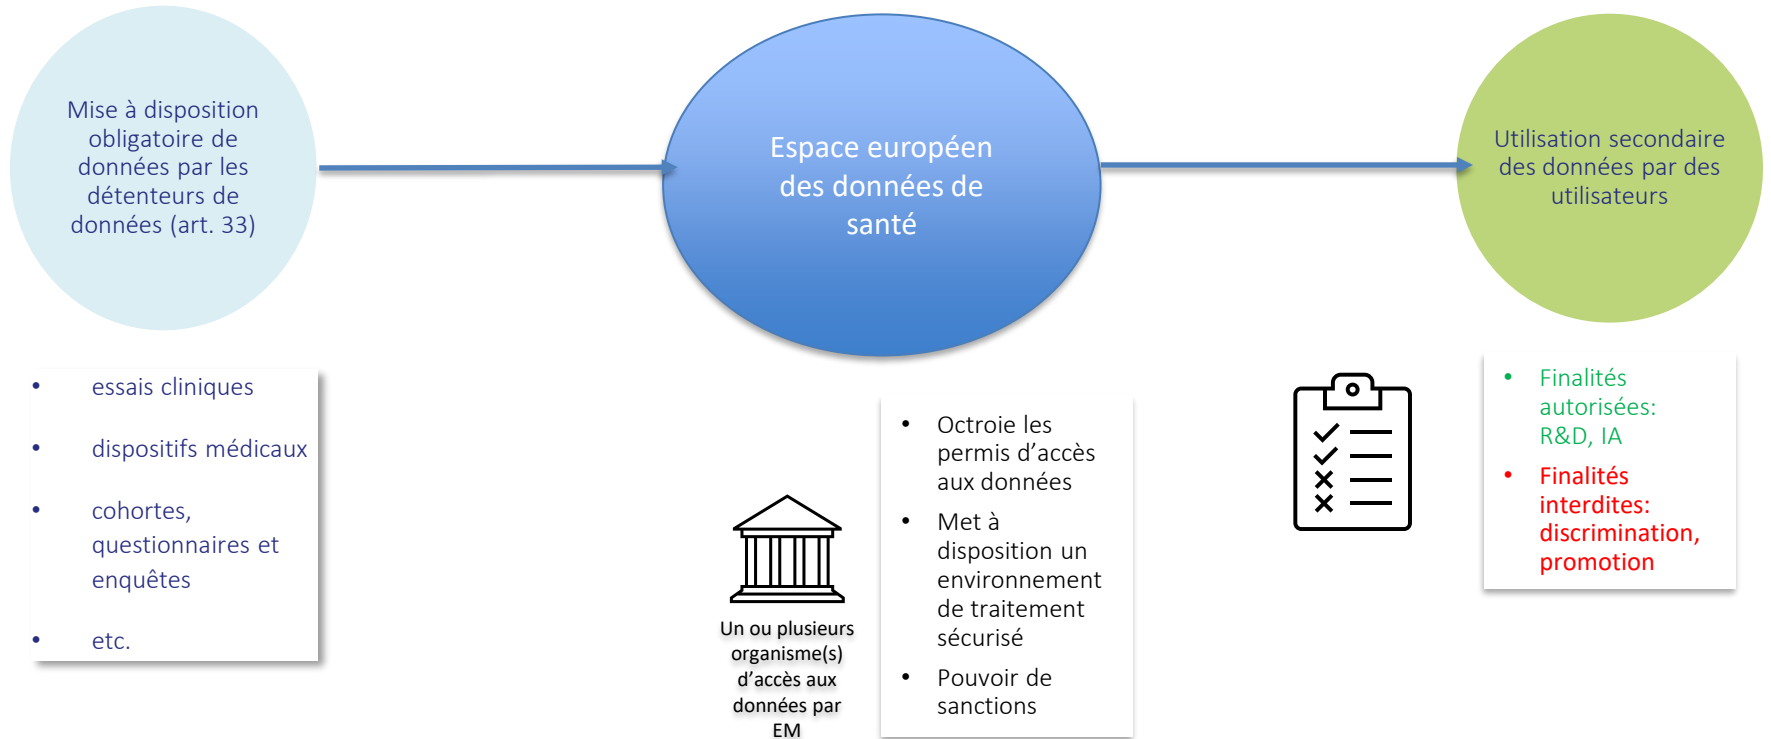 Mise à disposition
obligatoire de
données par les
détenteurs de
données (art. 33)
Espace européen
des données de
santé
Utilisation secondaire
des données par des
utilisateurs
• essais cliniques
• dispositifs médicaux
• cohortes,
questionnaires et
enquêtes
• etc.
Un ou plusieurs
organisme(s)
d’accès aux
données par
EM
• Octroie les
permis d’accès
aux données
• Met à
disposition un
environnement
de traitement
sécurisé
• Pouvoir de
sanctions
• Finalités
autorisées:
R&D, IA
• Finalités
interdites:
discrimination,
promotion